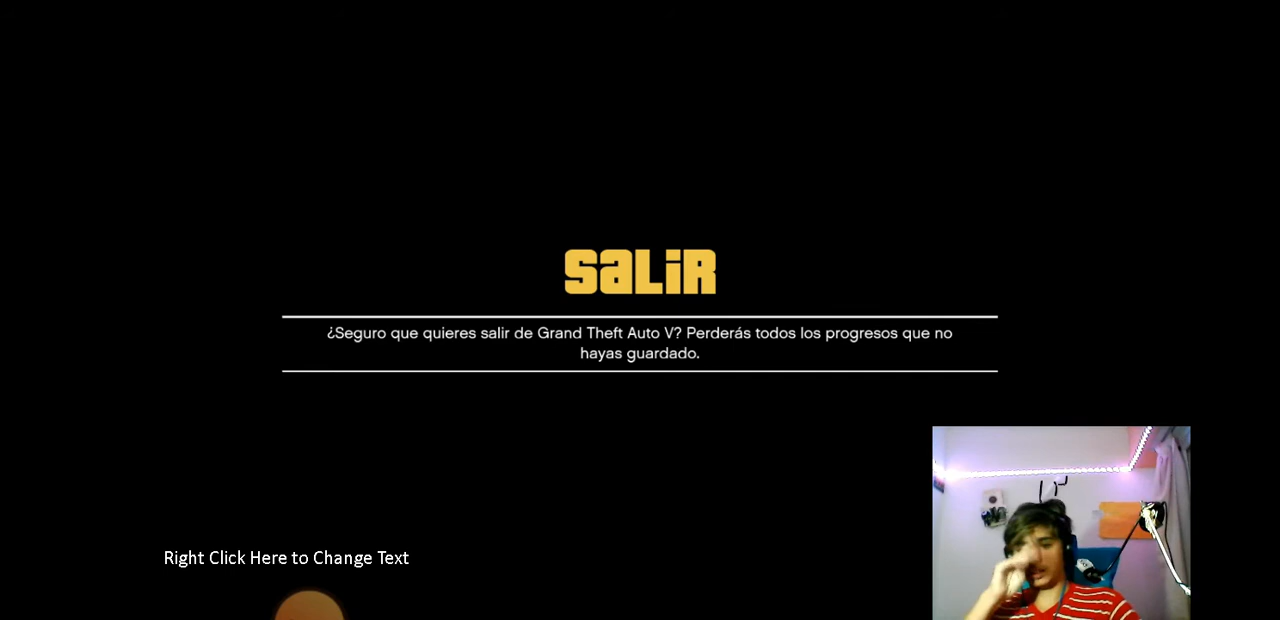 SALIR
¿Seguro que quieres salir de Grand Theft Auto V? Perderás todos los progresos que no
hayas guardado.
Right Click Here to Change Text